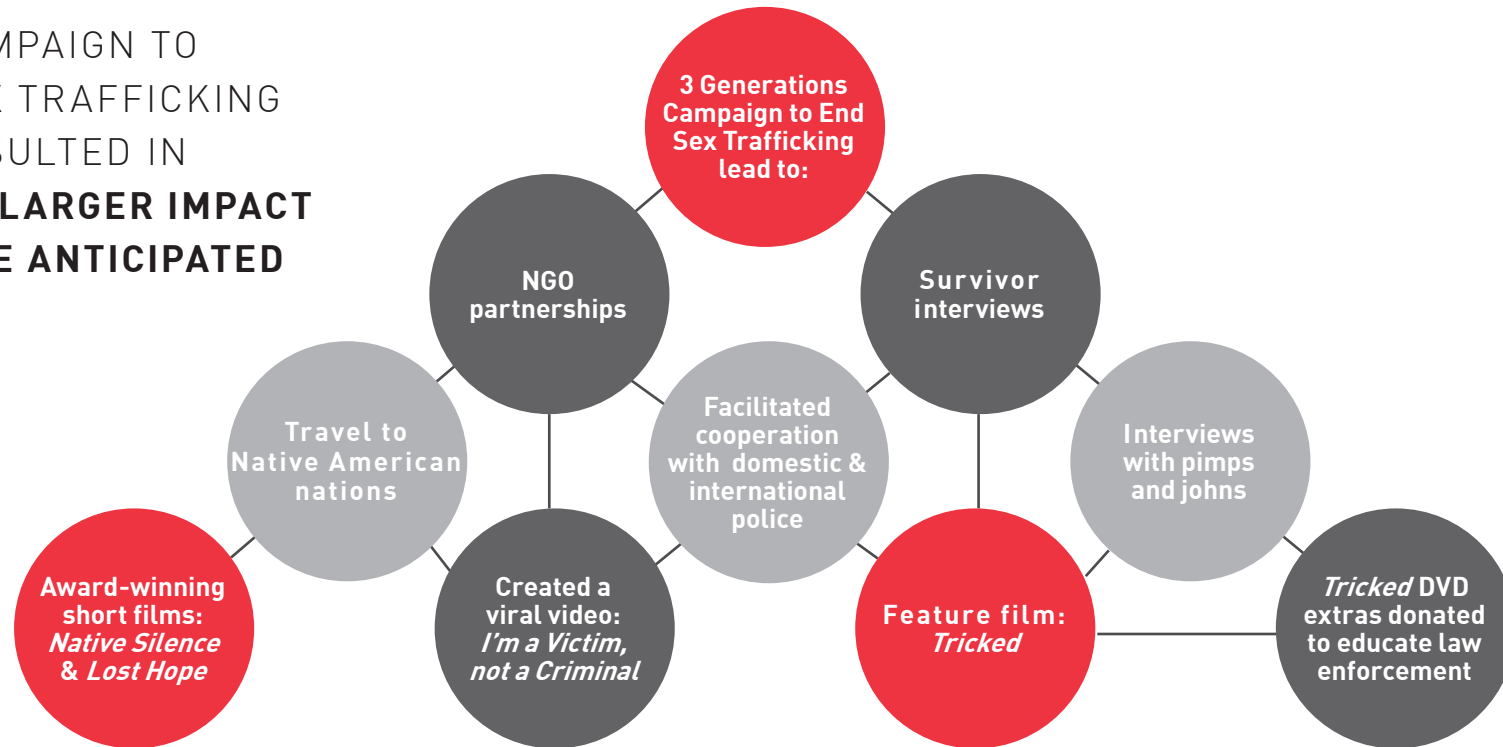 MPAIGN TO
TRAFFICKING
SULTED IN
LARGER IMPACT
E ANTICIPATED
3 Generations
Campaign to End
Sex Trafficking
lead to:
NGO
partnerships
Survivor
interviews
Travel to
Native American
nations
Facilitated
cooperation
with domestic &
international
police
Interviews
with pimps
and johns
Award-winning
short films:
Native Silence
& Lost Hope
Created a
viral video:
I'm a Victim,
not a Criminal
Feature film:
Tricked
Tricked DVD
extras donated
to educate law
enforcement